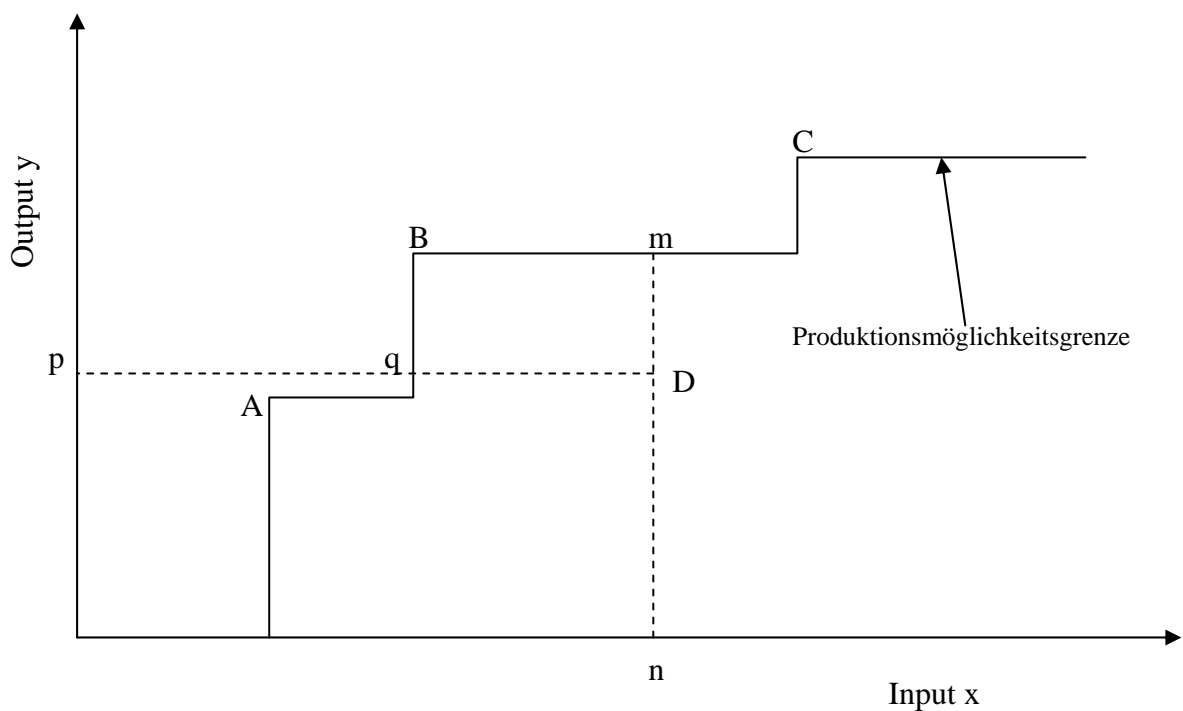 Output y
C
B
m
Produktionsmöglichkeitsgrenze
p
q
D
A
n
Input x